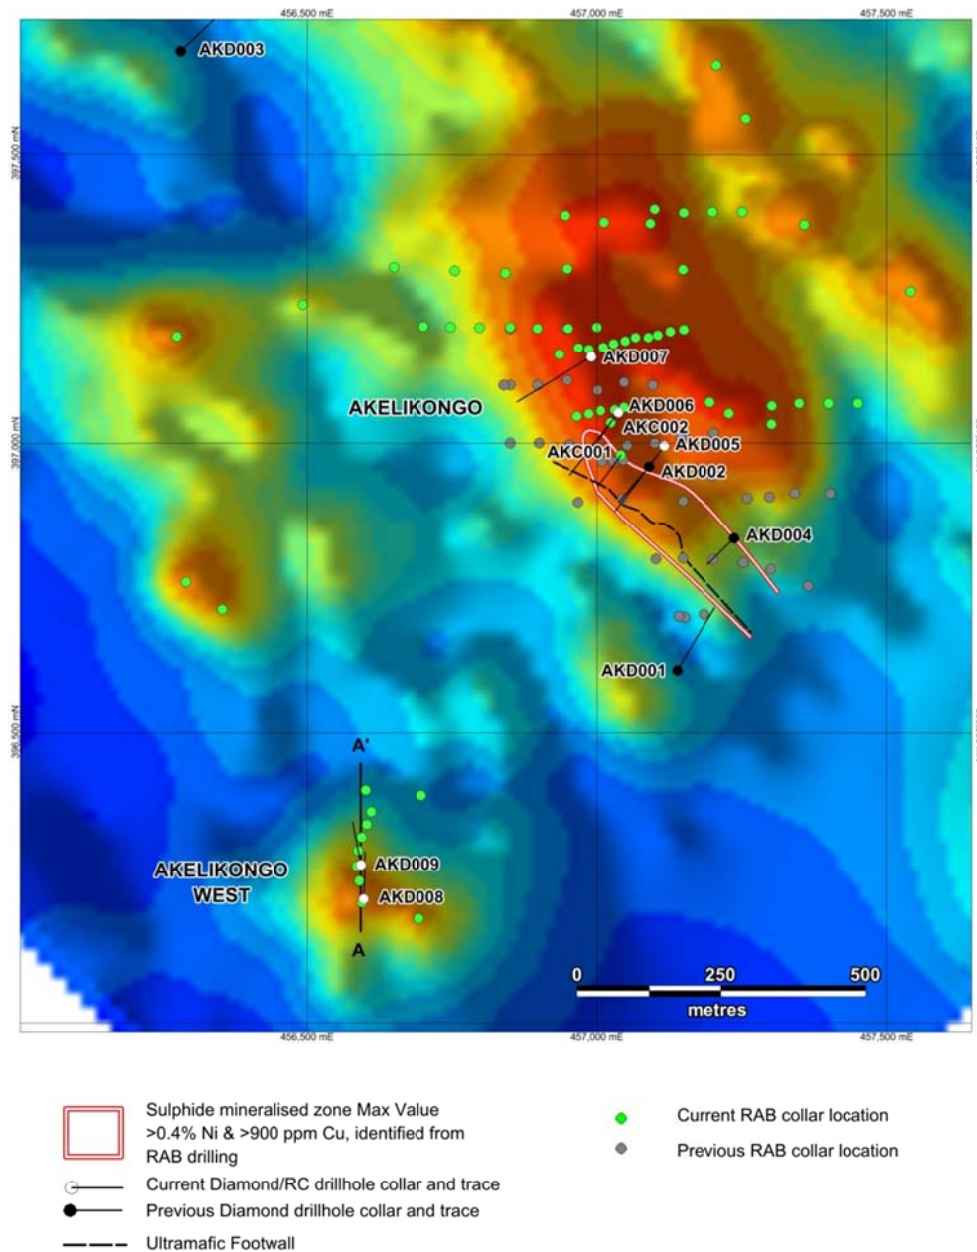 456,500 mE
457,000 mE
457,500 mE
AKD003
397,500 mN
AKD007
AKELIKONGO
AKD006
AKC002
397,000 mN
AKC001
AKD005
AKD002
AKD004
AKD001
396,500 mN
A'
AKELIKONGO
WEST
AKD009
AKD008
A
0 250 500
metres
456,500 mE
457,000 mE
457,500 mE
Sulphide mineralised zone Max Value
>0.4% Ni & >900 ppm Cu, identified from
RAB drilling
Current Diamond/RC drillhole collar and trace
Previous Diamond drillhole collar and trace
Ultramafic Footwall
Current RAB collar location
Previous RAB collar location